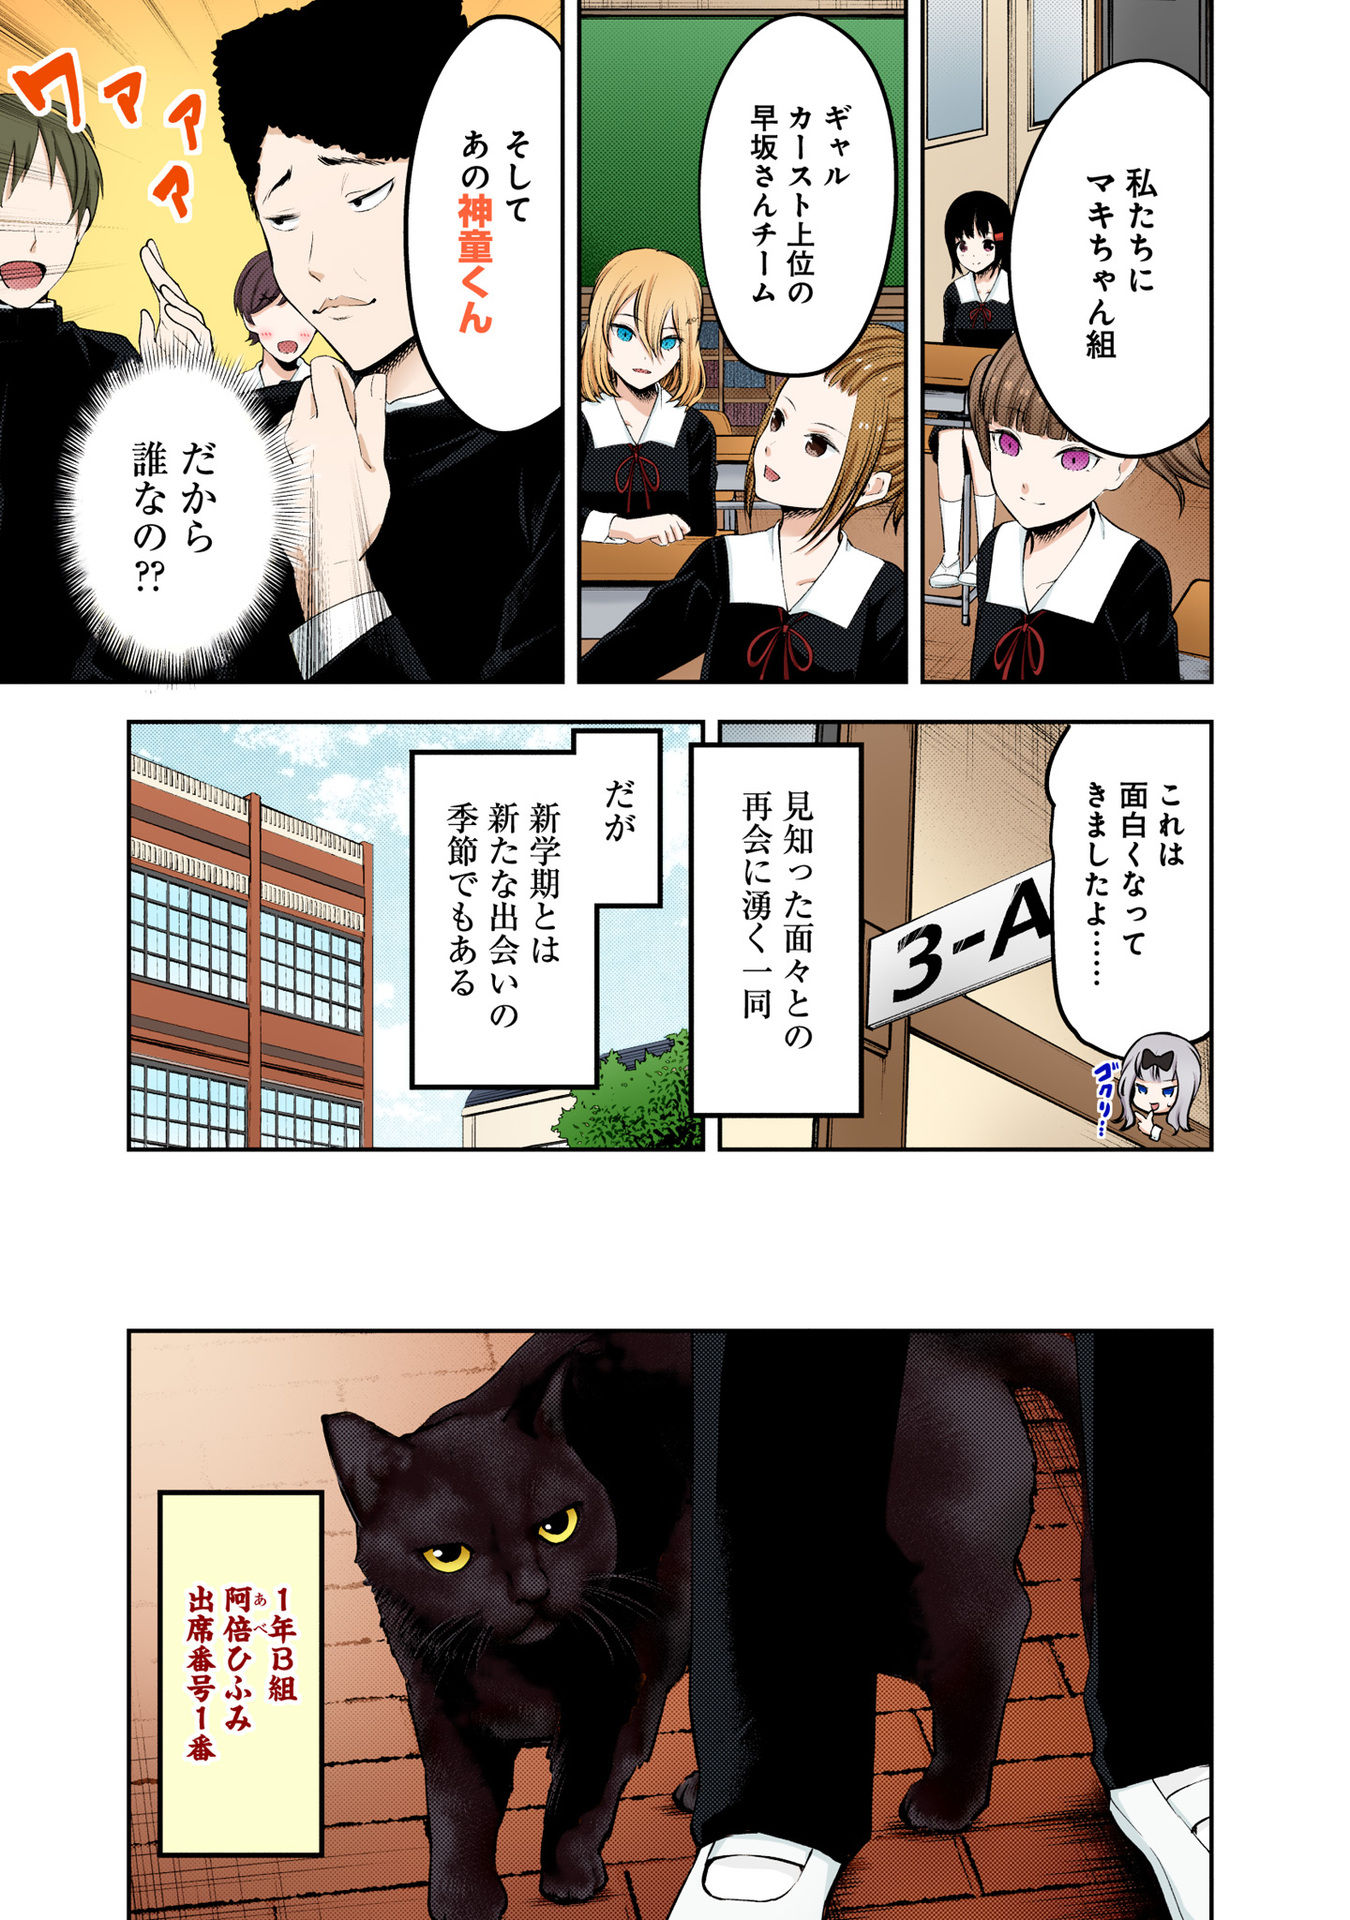 私たちに
マキちゃん組
ギャル
カースト上位の
早坂さんチーム
そして
あの神童くん
ワァァァァ
だから
誰なの??
これは
面白くなって
きましたよ……
ゴクリ…
3-A
見知った面々との
再会に湧く一同
だが
新学期とは
新たな出会いの
季節でもある
1年B組
阿倍ひふみ
あべ
出席番号1番